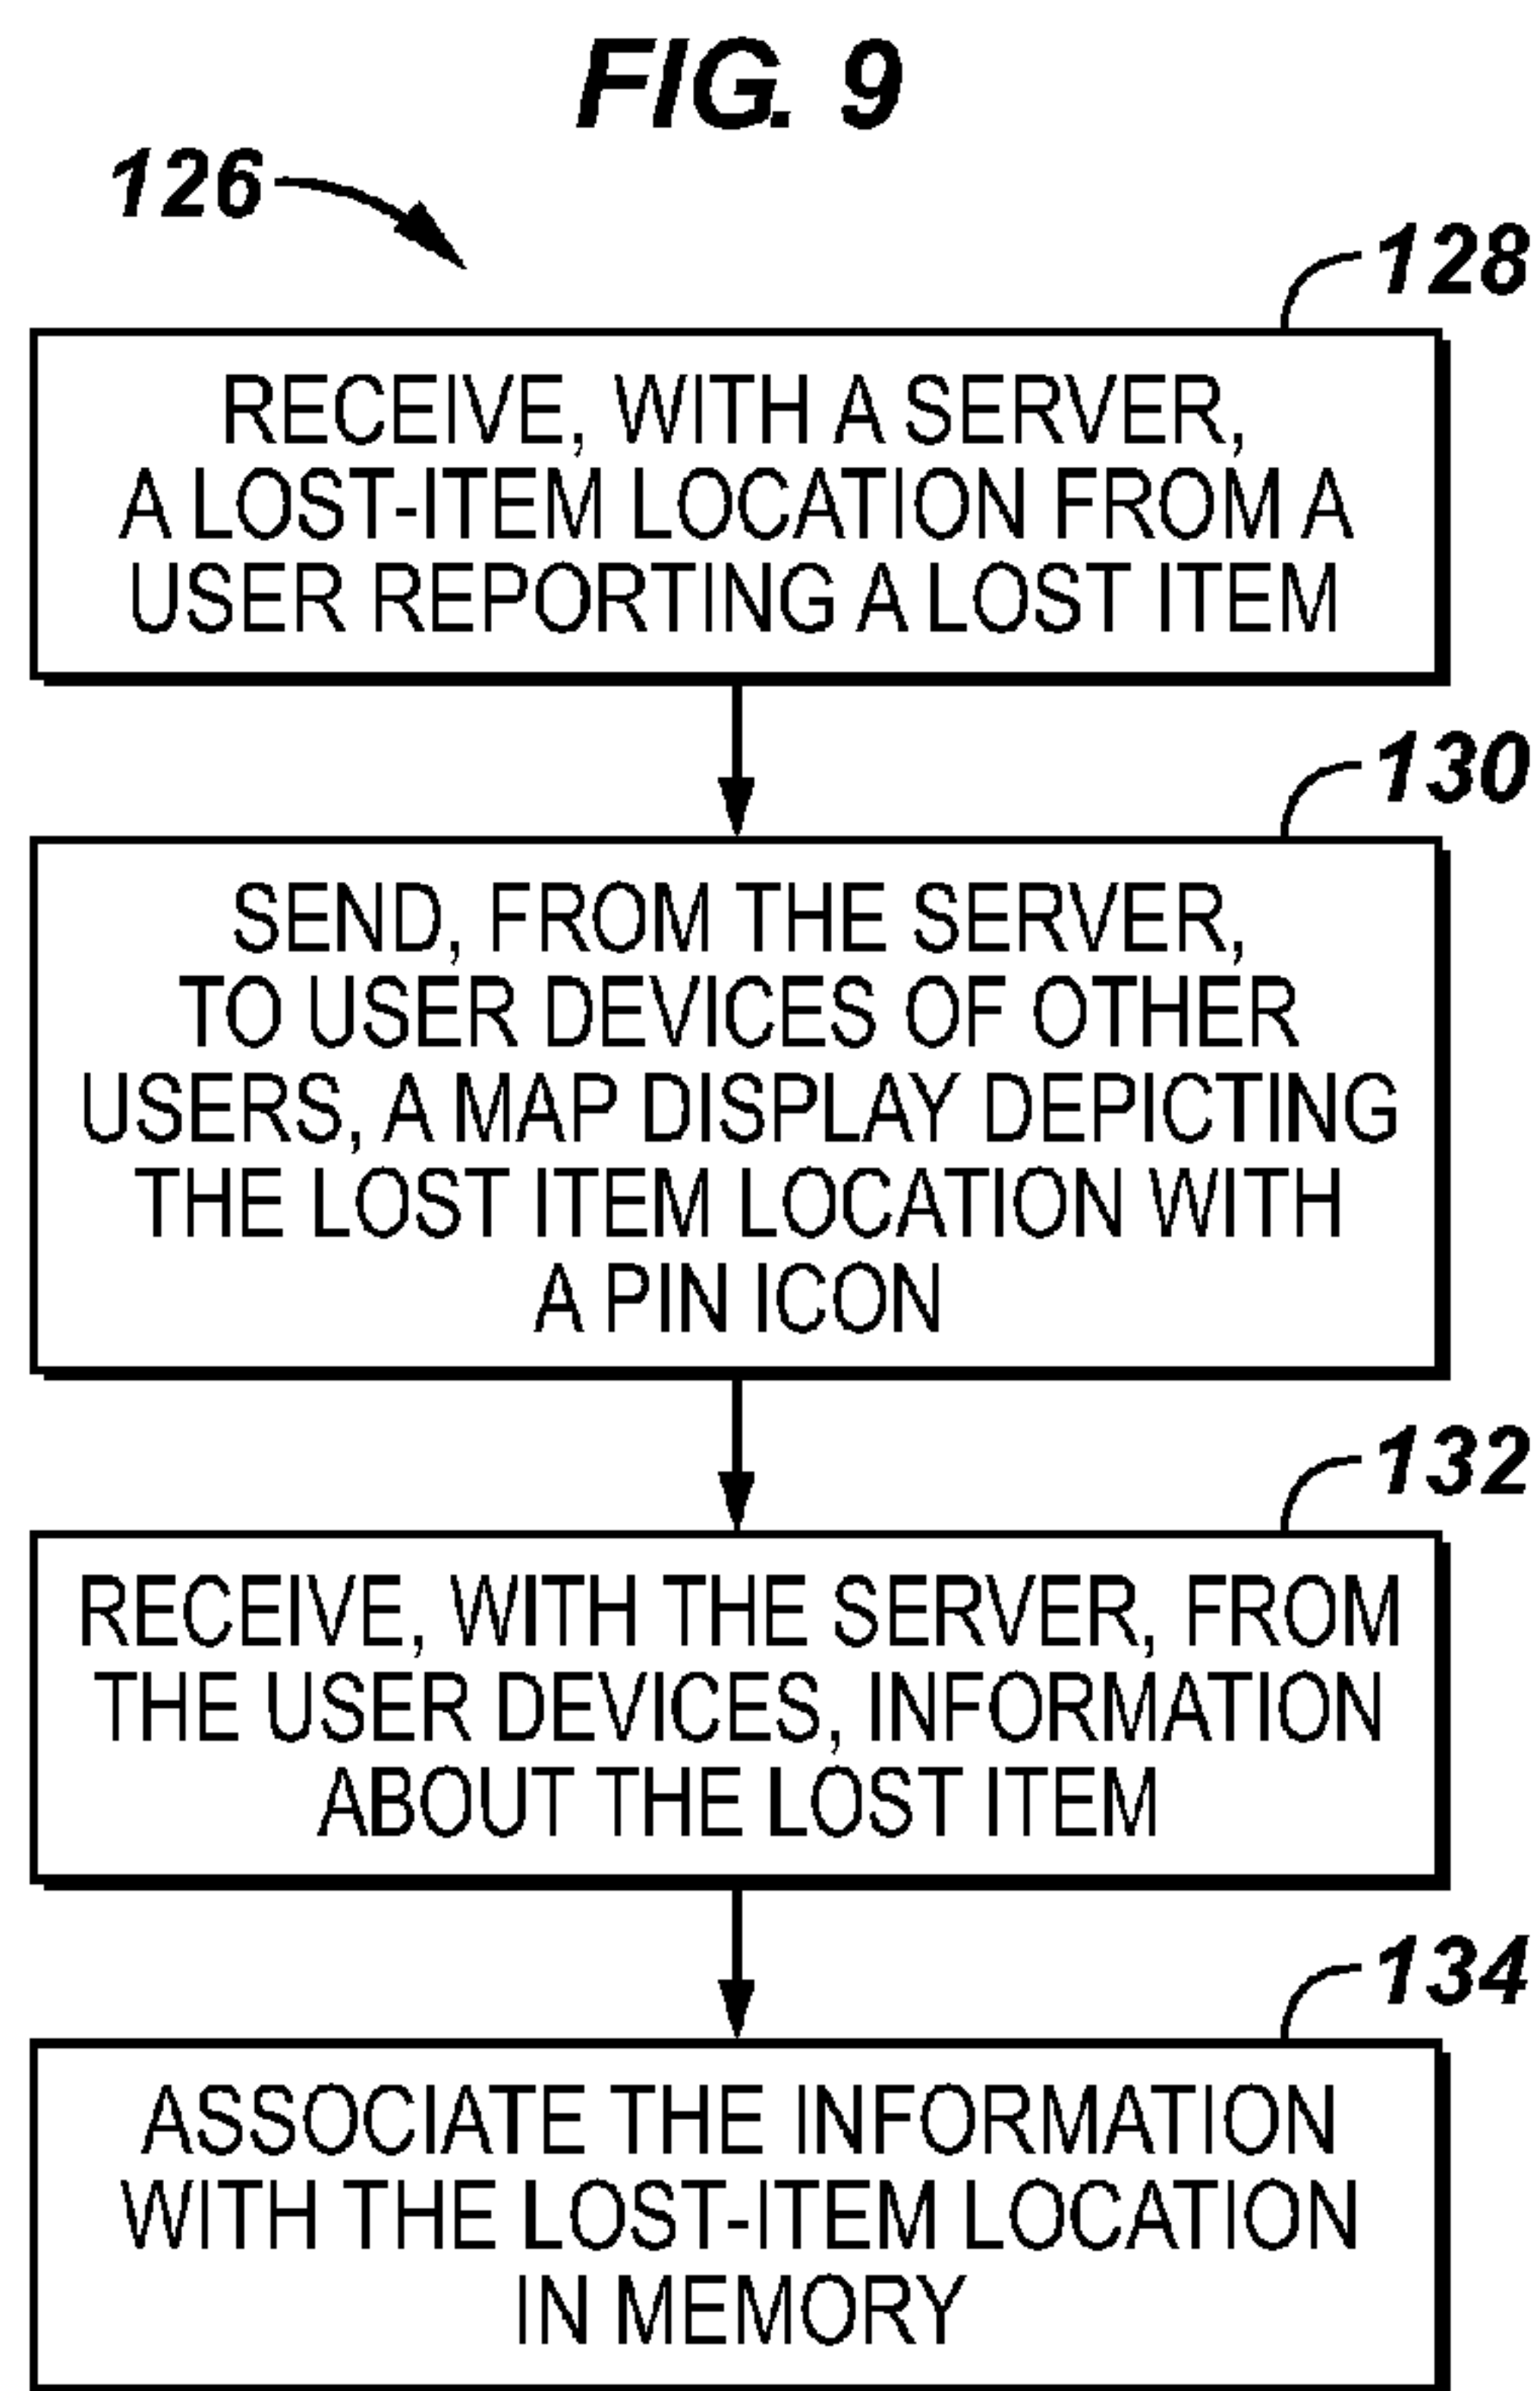 FIG. 9
126
128
RECEIVE, WITH A SERVER,
A LOST-ITEM LOCATION FROM A
USER REPORTING A LOST ITEM
130
SEND, FROM THE SERVER,
TO USER DEVICES OF OTHER
USERS, A MAP DISPLAY DEPICTING
THE LOST ITEM LOCATION WITH
A PIN ICON
132
RECEIVE, WITH THE SERVER, FROM
THE USER DEVICES, INFORMATION
ABOUT THE LOST ITEM
134
ASSOCIATE THE INFORMATION
WITH THE LOST-ITEM LOCATION
IN MEMORY